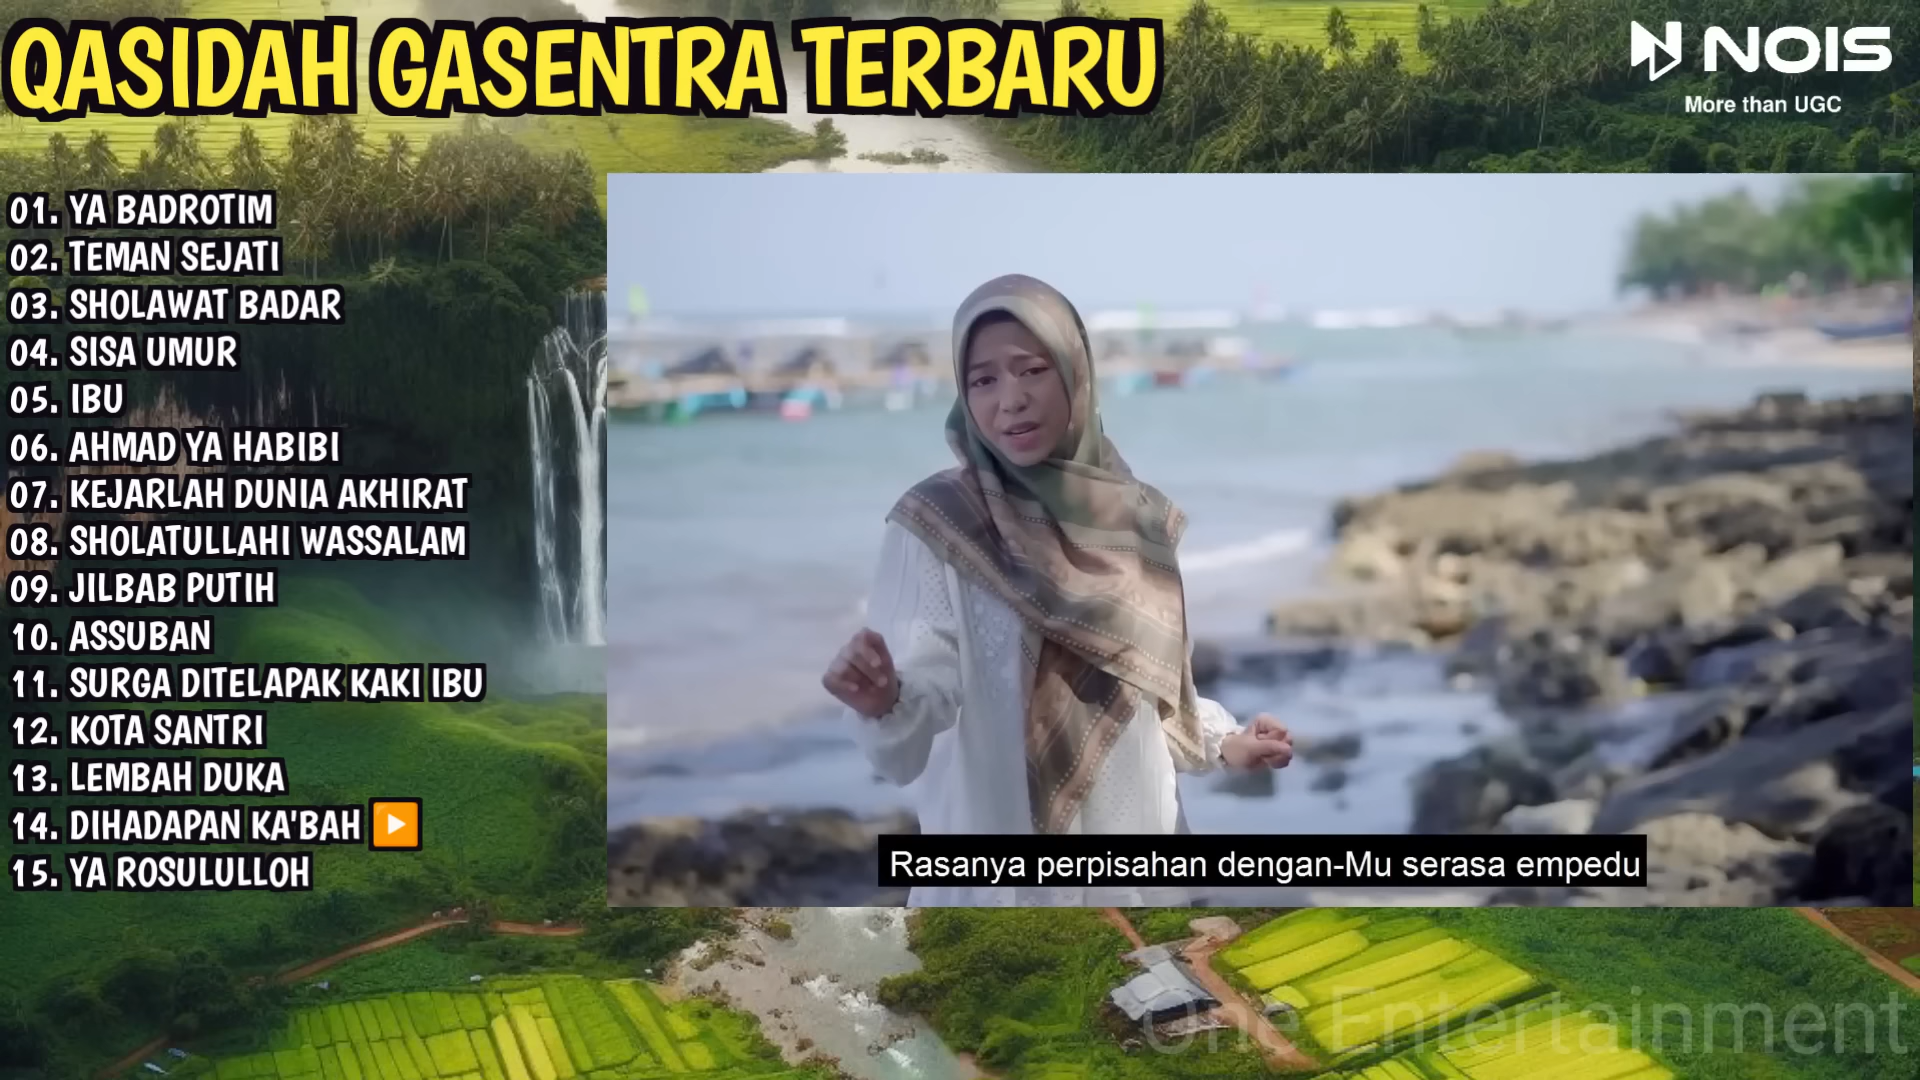 QASIDAH GASENTRA TERBARU
NOIS
More than UGC
01. YA BADROTIM
02. TEMAN SEJATI
03. SHOLAWAT BADAR
04. SISA UMUR
05. IBU
06. AHMAD YA HABIBI
07. KEJARLAH DUNIA AKHIRAT
08. SHOLATULLAHI WASSALAM
09. JILBAB PUTIH
10. ASSUBAN
11. SURGA DITELAPAK KAKI IBU
12. KOTA SANTRI
13. LEMBAH DUKA
14. DIHADAPAN KA'BAH
15. YA ROSULULLOH
Rasanya perpisahan dengan-Mu serasa empedu
One Entertainment